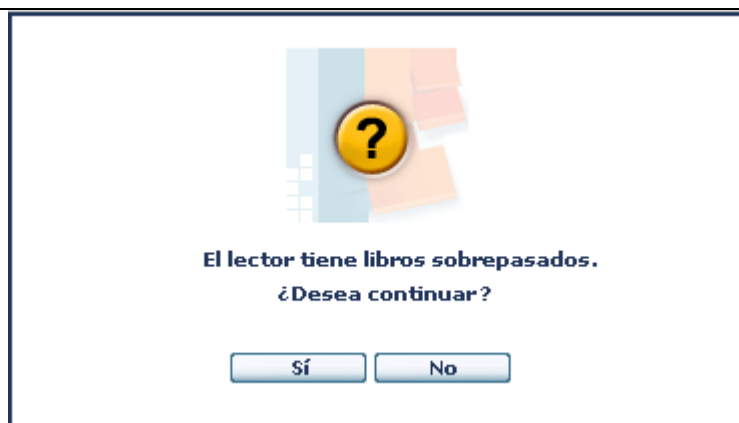 ?
El lector tiene libros sobrepasados.
¿Desea continuar?
Sí No